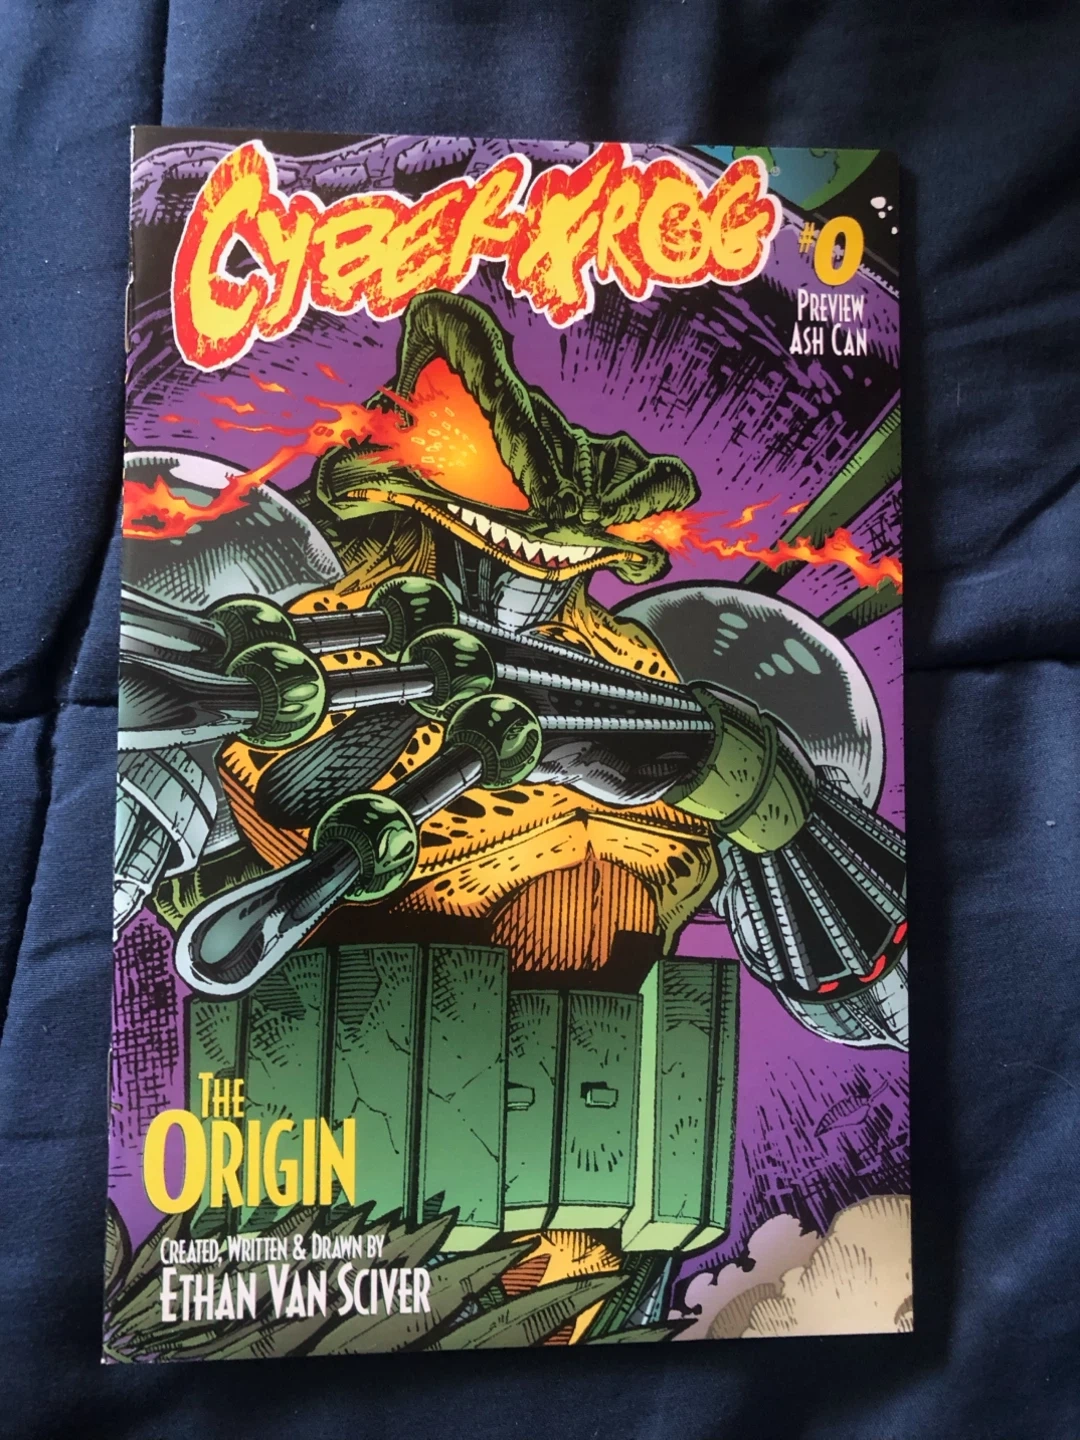 CYBERFROG
#0
PREVIEW
ASH CAN
THE
ORIGIN
CREATED, WRITTEN & DRAWN BY
ETHAN VAN SCIVER